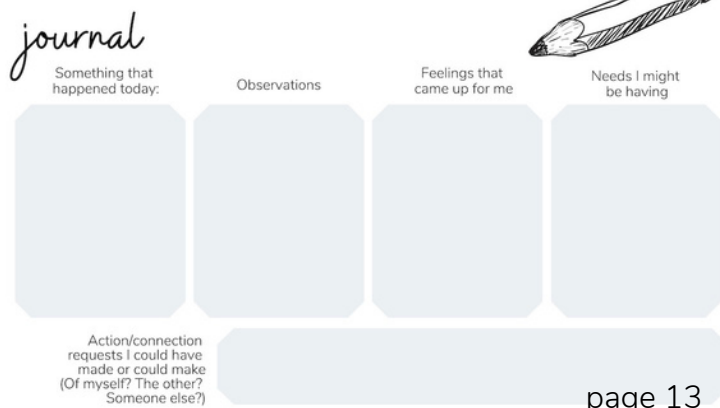 journal
Something that
happened today:
Observations
Feelings that
came up for me
Needs I might
be having
Action/connection
requests I could have
made or could make
(Of myself? The other?
Someone else?)
page 13